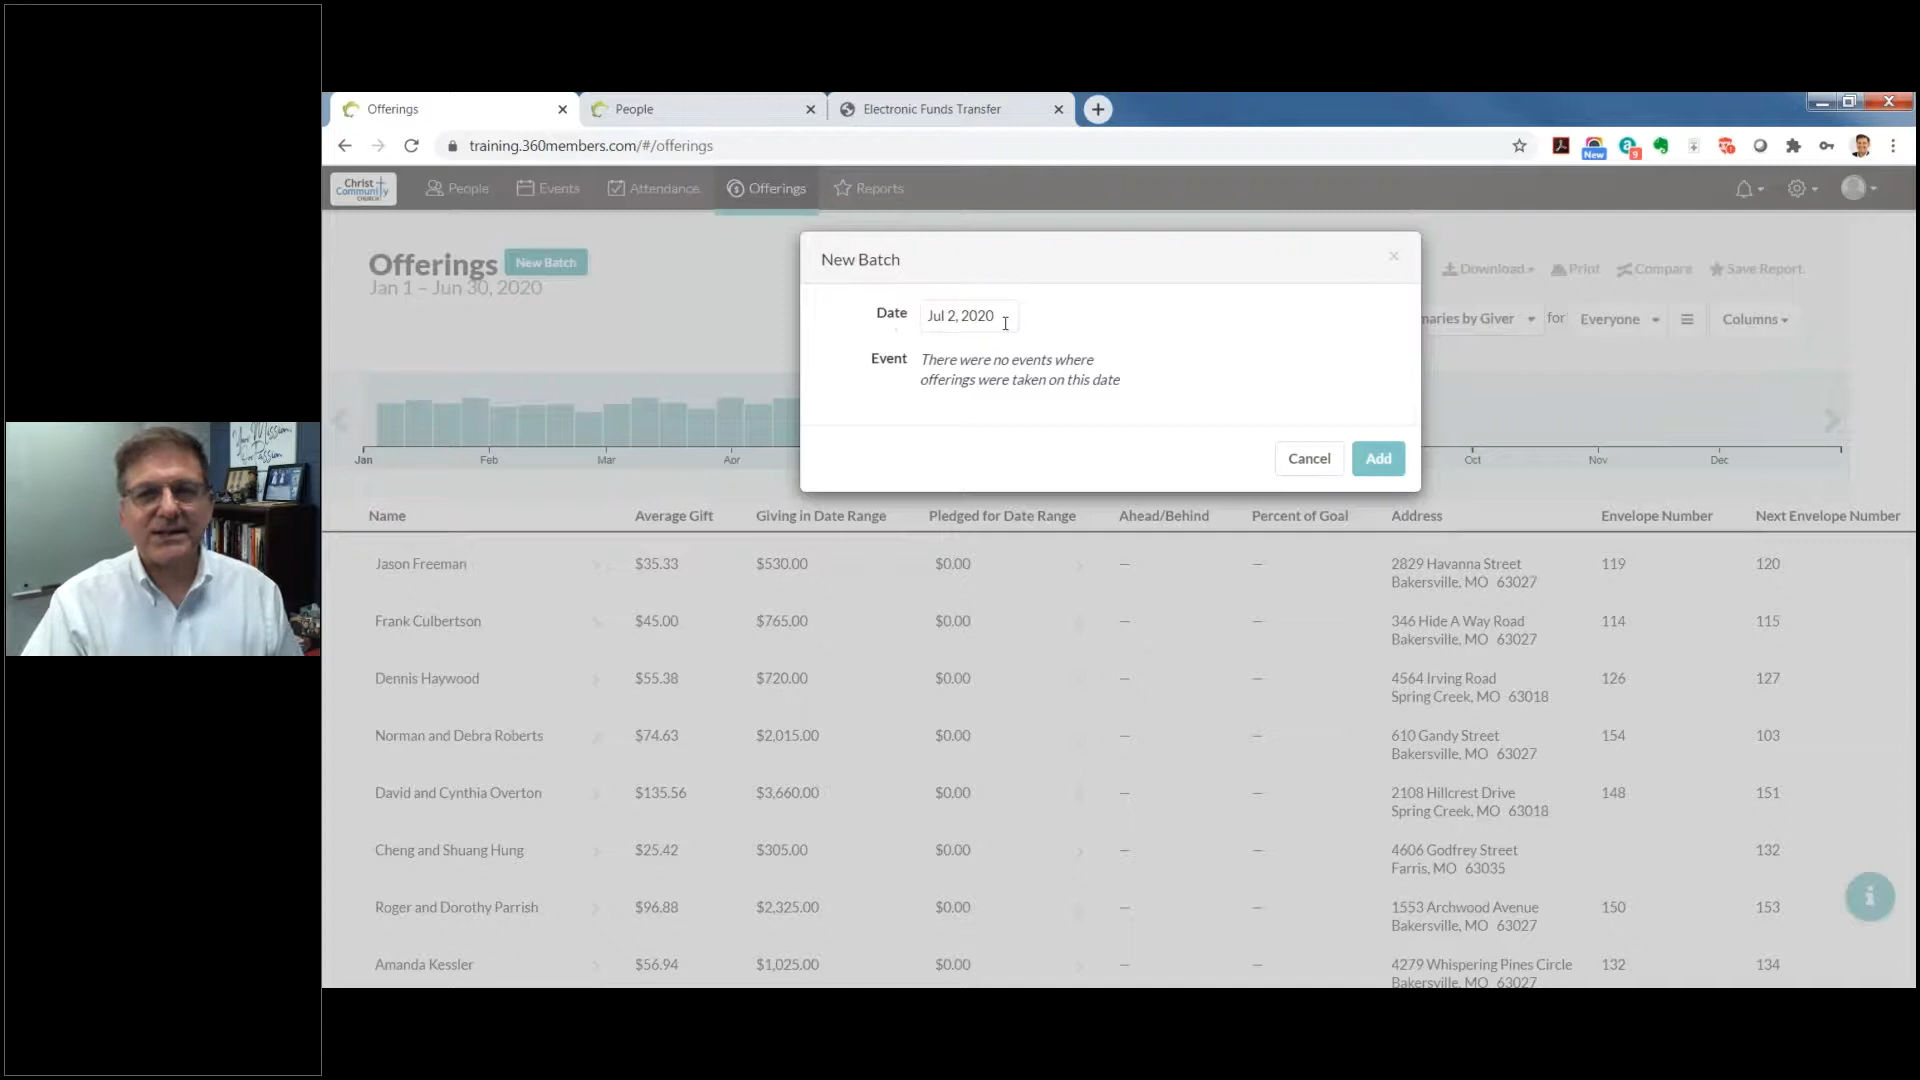 Offerings
People
Electronic Funds Transfer
training.360members.com/#/offerings
New
9
Christ
Community
CHURCH
People
Events
Attendance
Offerings
Reports
Offerings
New Batch
Jan 1 – Jun 30, 2020
New Batch
Date
Jul 2, 2020
Event
There were no events where
offerings were taken on this date
Cancel
Add
Download
Print
Compare
Save Report
maries by Giver
for
Everyone
Columns
Jan
Feb
Mar
Apr
Oct
Nov
Dec
Name Average Gift Giving in Date Range Pledged for Date Range Ahead/Behind Percent of Goal Address Envelope Number Next Envelope Number
Jason Freeman $35.33 $530.00 $0.00 — — 2829 Havanna Street 119 120
Bakersville, MO 63027
Frank Culbertson $45.00 $765.00 $0.00 — — 346 Hide A Way Road 114 115
Bakersville, MO 63027
Dennis Haywood $55.38 $720.00 $0.00 — — 4564 Irving Road 126 127
Spring Creek, MO 63018
Norman and Debra Roberts $74.63 $2,015.00 $0.00 — — 610 Gandy Street 154 103
Bakersville, MO 63027
David and Cynthia Overton $135.56 $3,660.00 $0.00 — — 2108 Hillcrest Drive 148 151
Spring Creek, MO 63018
Cheng and Shuang Hung $25.42 $305.00 $0.00 — — 4606 Godfrey Street 132
Farris, MO 63035
Roger and Dorothy Parrish $96.88 $2,325.00 $0.00 — — 1553 Archwood Avenue 150 153
Bakersville, MO 63027
Amanda Kessler $56.94 $1,025.00 $0.00 — — 4279 Whispering Pines Circle 132 134
Bakersville, MO 63027